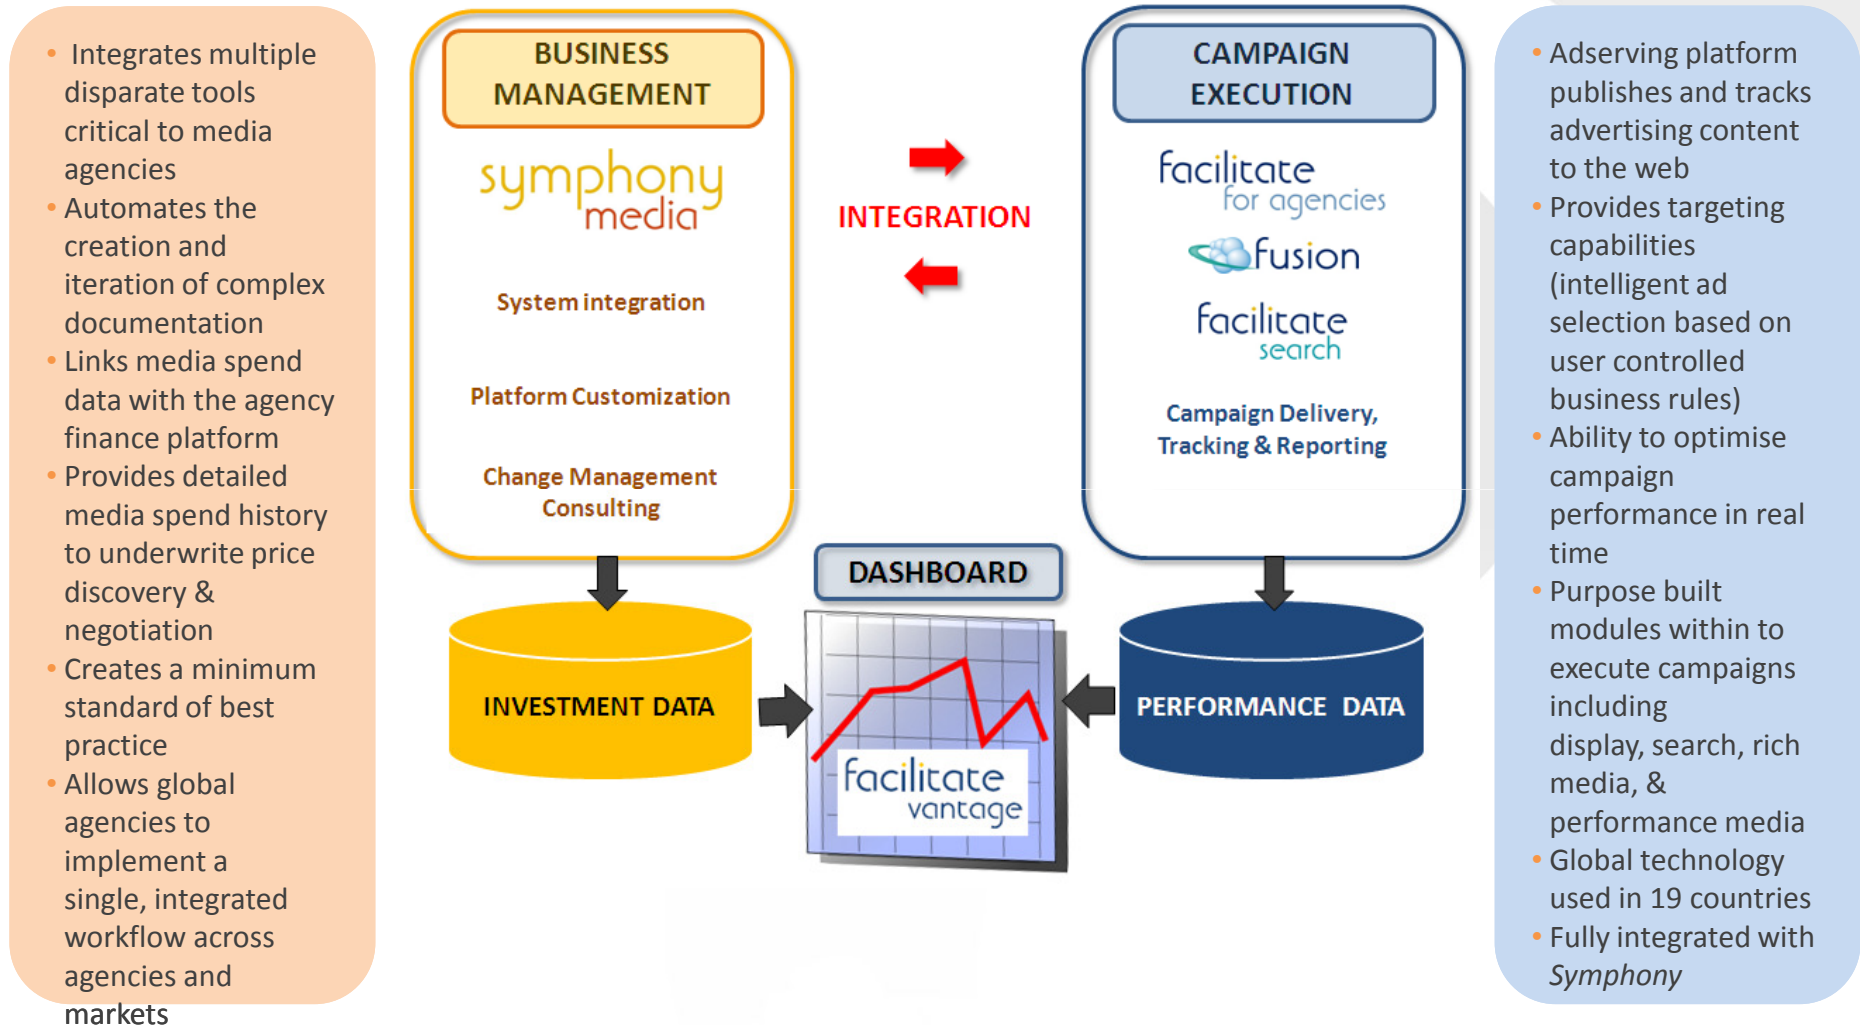 • Integrates multiple
disparate tools
critical to media
agencies
• Automates the
creation and
iteration of complex
documentation
• Links media spend
data with the agency
finance platform
• Provides detailed
media spend history
to underwrite price
discovery &
negotiation
• Creates a minimum
standard of best
practice
• Allows global
agencies to
implement a
single, integrated
workflow across
agencies and
markets
BUSINESS
MANAGEMENT
symphony
media
System integration
Platform Customization
Change Management
Consulting
INTEGRATION
CAMPAIGN
EXECUTION
facilitate
for agencies
fusion
facilitate
search
Campaign Delivery,
Tracking & Reporting
INVESTMENT DATA
DASHBOARD
facilitate
vantage
PERFORMANCE DATA
• Adserving platform
publishes and tracks
advertising content
to the web
• Provides targeting
capabilities
(intelligent ad
selection based on
user controlled
business rules)
• Ability to optimise
campaign
performance in real
time
• Purpose built
modules within to
execute campaigns
including
display, search, rich
media, &
performance media
• Global technology
used in 19 countries
• Fully integrated with
Symphony